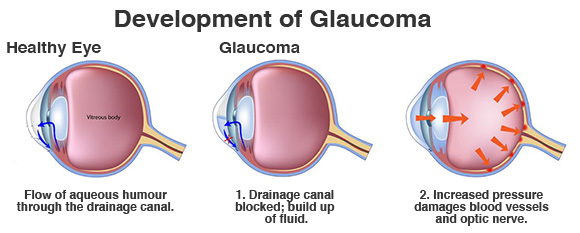 Development of Glaucoma
Healthy Eye
Glaucoma
Vitreous body
Flow of aqueous humour
through the drainage canal.
1. Drainage canal
blocked; build up
of fluid.
2. Increased pressure
damages blood vessels
and optic nerve.